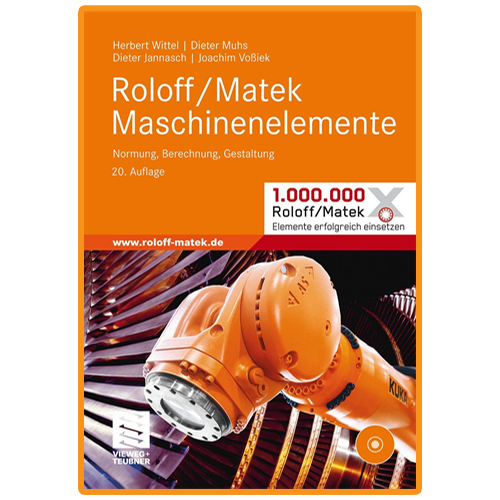 Herbert Wittel | Dieter Muhs
Dieter Jannasch | Joachim Voßiek
Roloff/Matek
Maschinenelemente
Normung, Berechnung, Gestaltung
20. Auflage
1.000.000 X
Roloff/Matek
Elemente erfolgreich einsetzen
www.roloff-matek.de
KUKA
VIEWEG+
TEUBNER